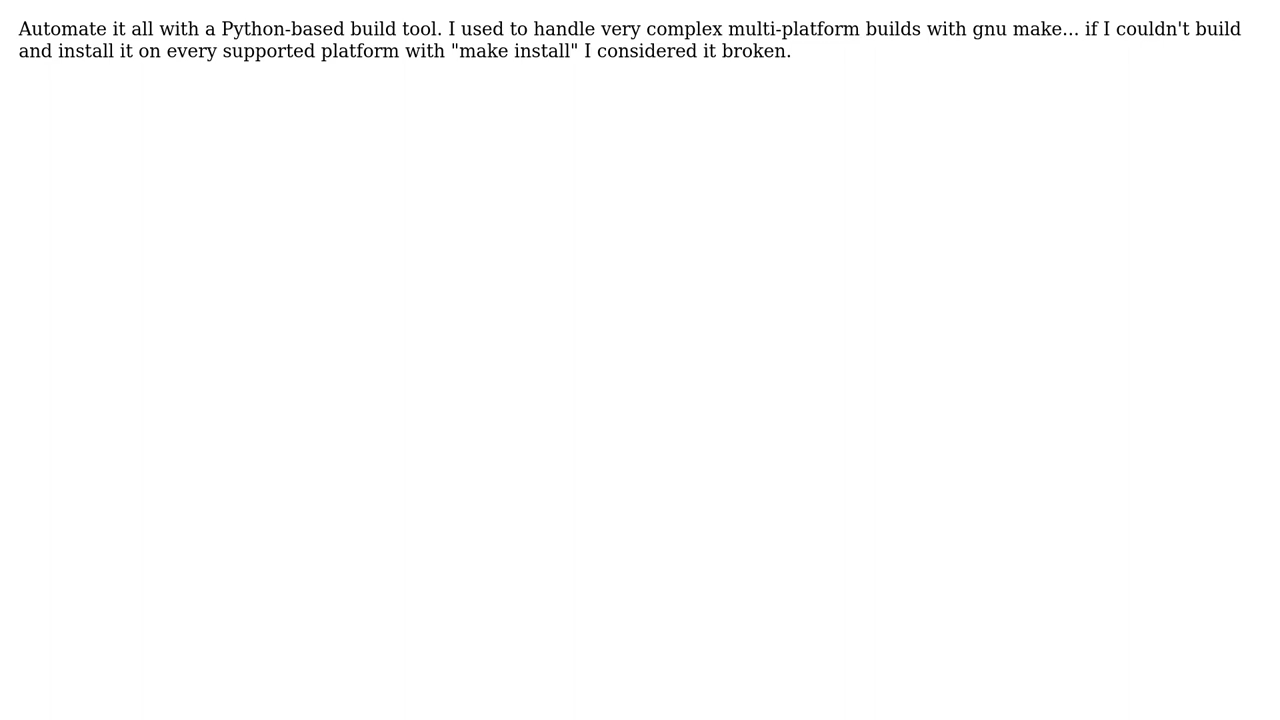 Automate it all with a Python-based build tool. I used to handle very complex multi-platform builds with gnu make... if I couldn't build
and install it on every supported platform with "make install" I considered it broken.